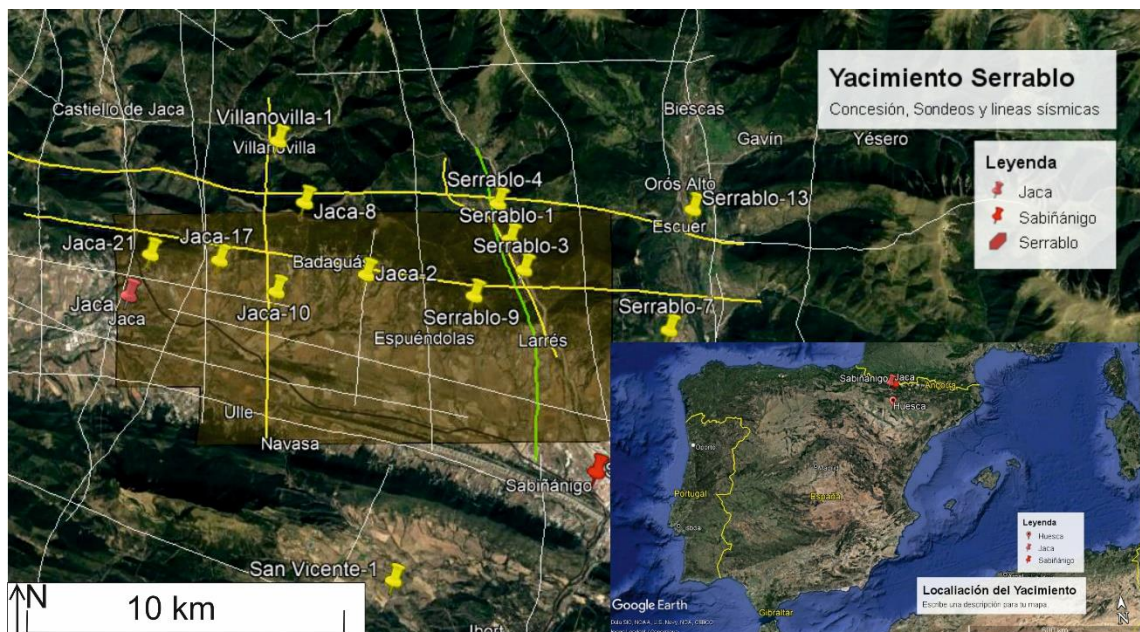 Castiello de Jaca
Villanovilla-1
Villanovilla
Biescas
Gavín
Yésero
Yacimiento Serrablo
Concesión, Sondeos y lineas sísmicas
Leyenda
Jaca
Sabiñánigo
Serrablo
Serrablo-4
Orós Alto
Serrablo-13
Jaca-8
Serrablo-1
Escuer
Jaca-21
Jaca-17
Serrablo-3
Badaguás
Jaca-2
Jaca
Jaca
Jaca-10
Serrablo-9
Serrablo-7
Espuéndolas
Larrés
Ulle
Navasa
Sabiñánigo
San Vicente-1
N
10 km
Sabiñánigo
Jaca
Andorra
Huesca
Portugal
España
Gibraltar
Leyenda
Huesca
Jaca
Sabiñánigo
Localiación del Yacimiento
Escribe una descripción para tu mapa.
Google Earth
N